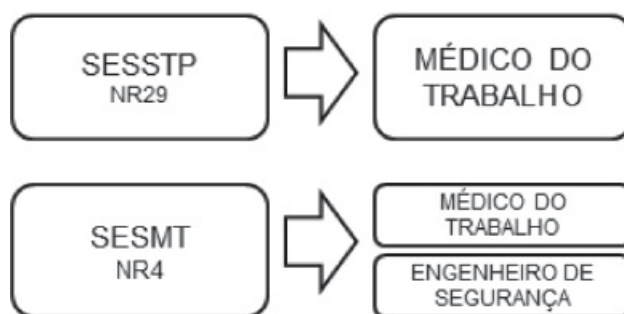 SESSTP
NR29
MÉDICO DO
TRABALHO
SESMT
NR4
MÉDICO DO
TRABALHO
ENGENHEIRO DE
SEGURANÇA